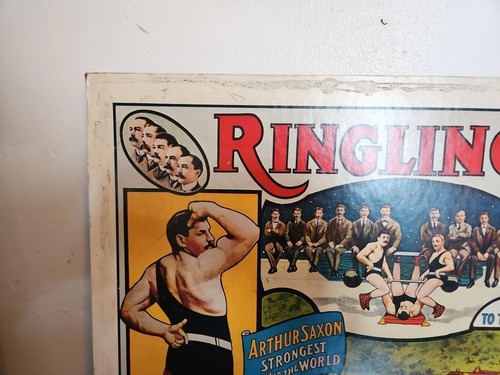 RINGLING
TO T
ARTHUR SAXON
STRONGEST
IN THE WORLD